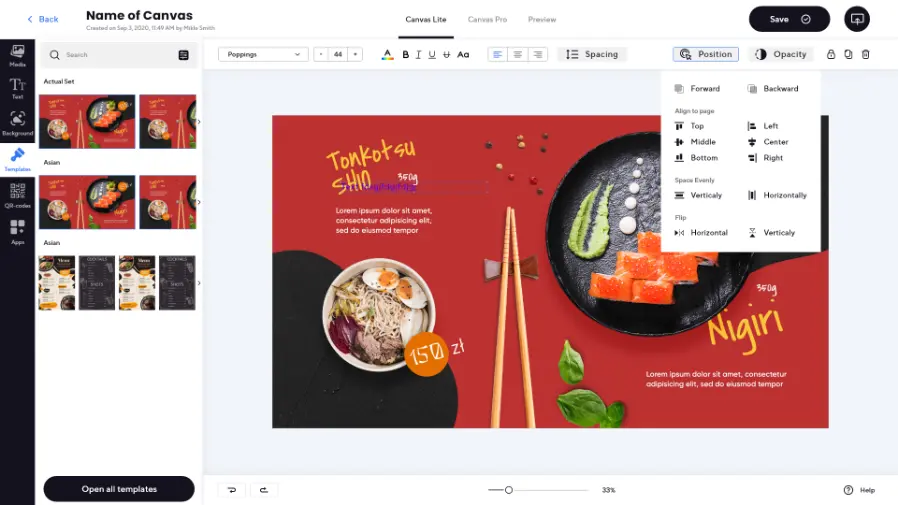 Back
Name of Canvas
Created on Sep 3, 2020, 11:49 AM by Mikle Smith
Canvas Lite
Canvas Pro
Preview
Save
Media
Text
Background
Templates
QR-codes
Apps
Search
Actual Set
Asian
Asian
Open all templates
Poppings
- 44 +
A B I U S Aa
Spacing
Position
Opacity
Forward
Backward
Align to page
Top
Left
Middle
Center
Bottom
Right
Space Evenly
Verticaly
Horizontally
Flip
Horizontal
Verticaly
Tonkotsu
SHIO
350g
Lorem ipsum dolor sit amet,
consectetur adipiscing elit,
sed do eiusmod tempor
150 zł
350g
Nigiri
Lorem ipsum dolor sit amet, consectetur
adipiscing elit, sed do eiusmod tempor
33%
Help